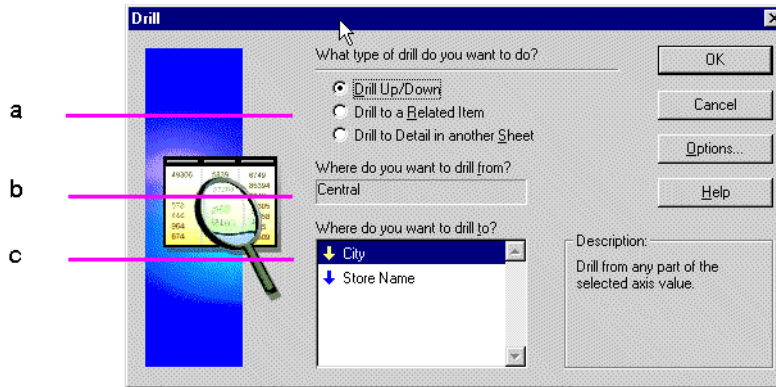 Drill
What type of drill do you want to do?
Drill Up/Down
Drill to a Related Item
Drill to Detail in another Sheet
Where do you want to drill from?
Central
Where do you want to drill to?
City
Store Name
OK
Cancel
Options...
Help
Description:
Drill from any part of the
selected axis value.
a
b
c